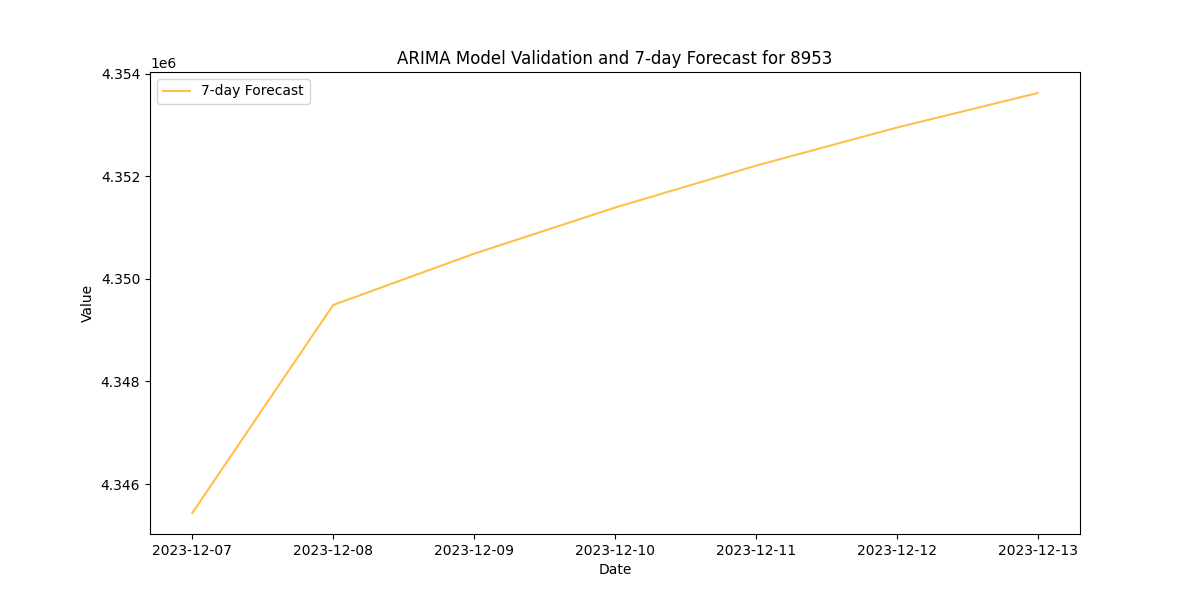 ARIMA Model Validation and 7-day Forecast for 8953
1e6
7-day Forecast
4.354
4.352
4.350
4.348
4.346
Value
2023-12-07 2023-12-08 2023-12-09 2023-12-10 2023-12-11 2023-12-12 2023-12-13
Date